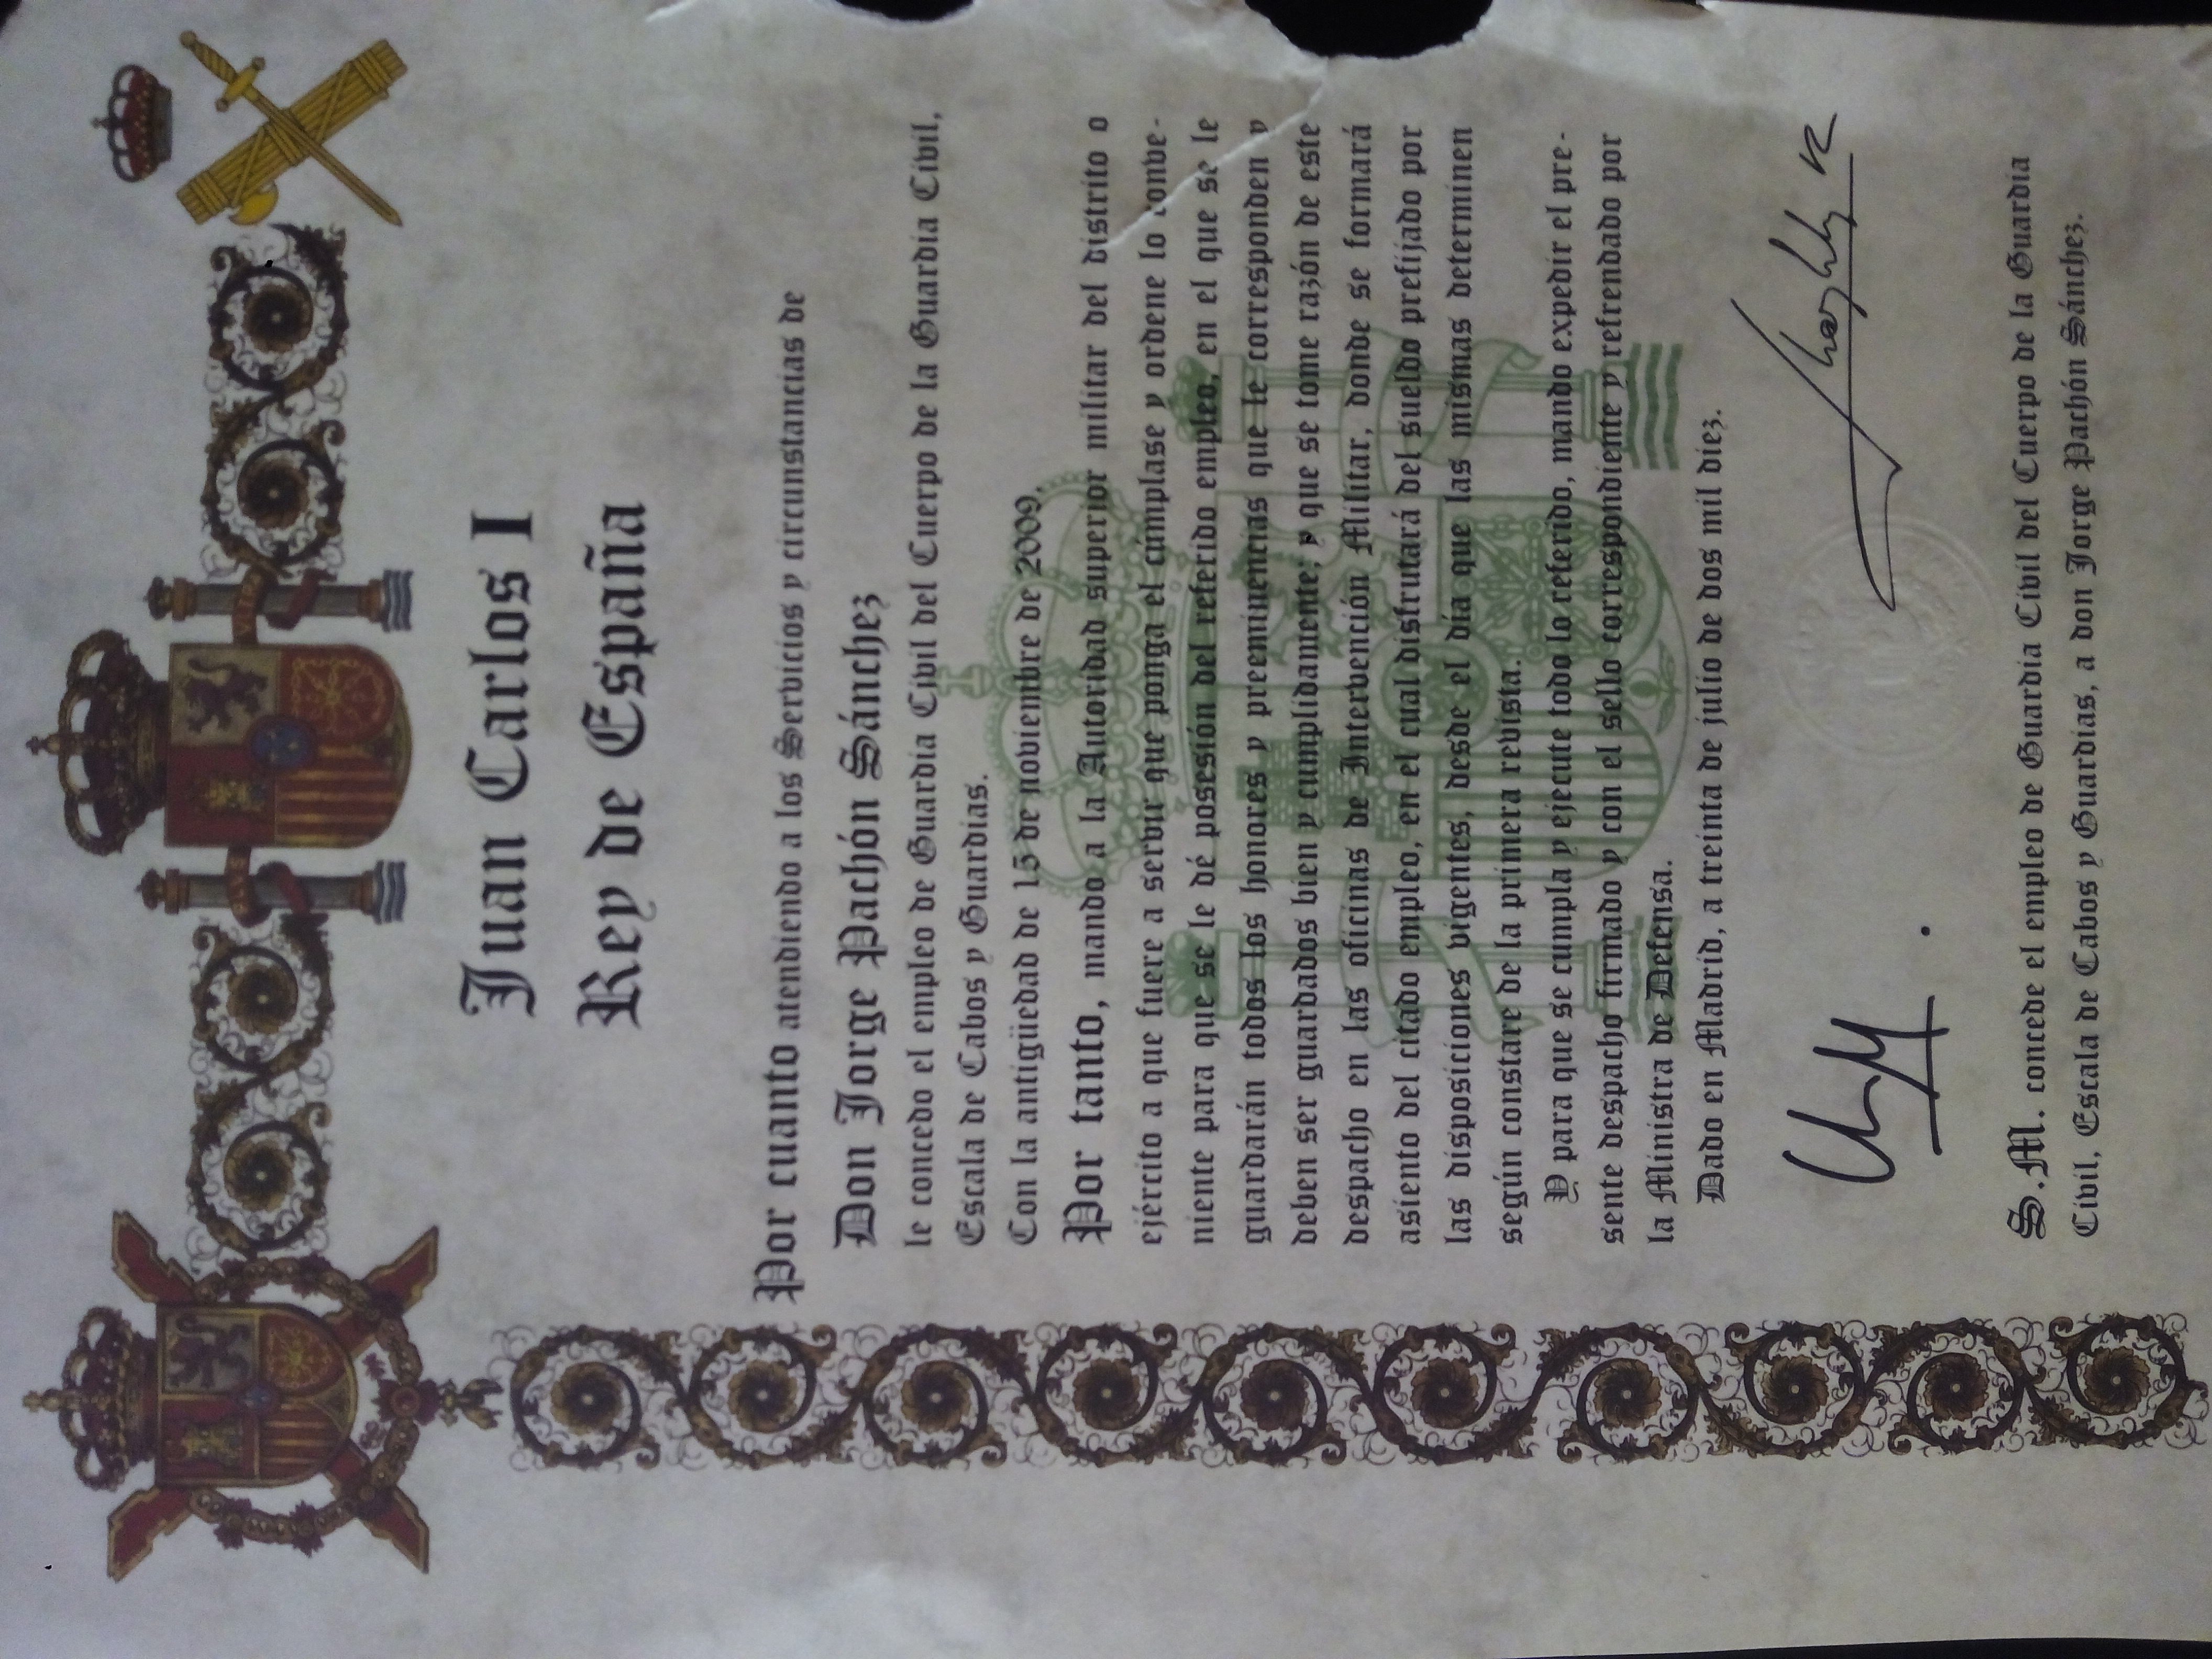 Juan Carlos I
Rey de España
Por cuanto atendiendo a los Servicios y circunstancias de
Don Jorge Pachón Sánchez
le concedo el empleo de Guardia Civil del Cuerpo de la Guardia Civil,
Escala de Cabos y Guardias.
Con la antigüedad de 15 de noviembre de 2009.
Por tanto, mando a la Autoridad superior militar del distrito o
ejército a que fuere a servir que ponga el cúmplase y ordene lo conve-
niente para que se le dé posesión del referido empleo, en el que se le
guardarán todos los honores y preeminencias que le corresponden y
deben ser guardados bien y cumplidamente; y que se tome razón de este
despacho en las oficinas de Intervención Militar, donde se formará
asiento del citado empleo, en el cual disfrutará del sueldo prefijado por
las disposiciones vigentes, desde el día que las mismas determinen
según constare de la primera revista.
Y para que se cumpla y ejecute todo lo referido, mando expedir el pre-
sente despacho firmado y con el sello correspondiente y refrendado por
la Ministra de Defensa.
Dado en Madrid, a treinta de julio de dos mil diez.
S.M. concede el empleo de Guardia Civil del Cuerpo de la Guardia
Civil, Escala de Cabos y Guardias, a don Jorge Pachón Sánchez.